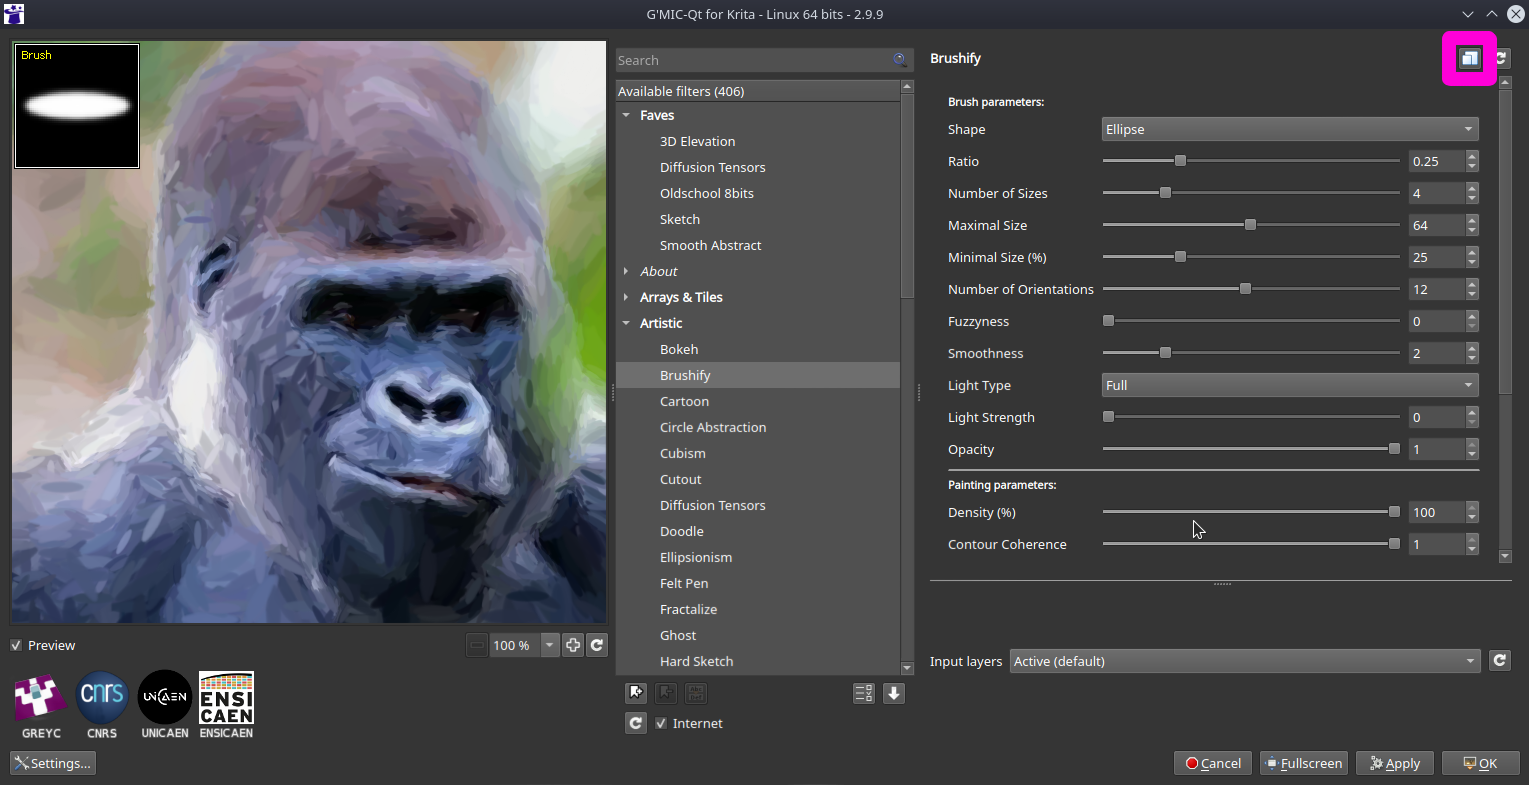 G'MIC-Qt for Krita - Linux 64 bits - 2.9.9
Brush
Preview
100 %
GREYC
cnrs
CNRS
UNICAEN
UNICAEN
ENSI
CAEN
ENSICAEN
Settings...
Search
Available filters (406)
Faves
3D Elevation
Diffusion Tensors
Oldschool 8bits
Sketch
Smooth Abstract
About
Arrays & Tiles
Artistic
Bokeh
Brushify
Cartoon
Circle Abstraction
Cubism
Cutout
Diffusion Tensors
Doodle
Ellipsionism
Felt Pen
Fractalize
Ghost
Hard Sketch
Internet
Brushify
Brush parameters:
Shape Ellipse
Ratio 0.25
Number of Sizes 4
Maximal Size 64
Minimal Size (%) 25
Number of Orientations 12
Fuzzyness 0
Smoothness 2
Light Type Full
Light Strength 0
Opacity 1
Painting parameters:
Density (%) 100
Contour Coherence 1
Input layers Active (default)
Cancel Fullscreen Apply OK